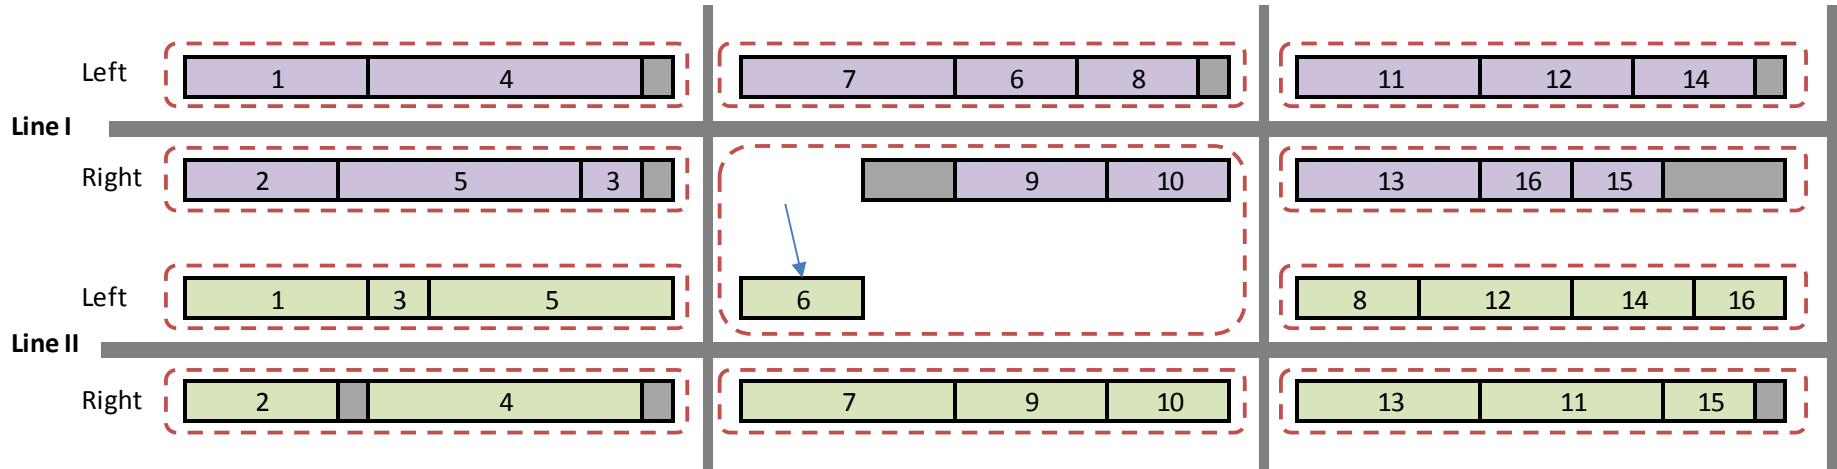 Left 1 4 7 6 8 11 12 14
Line I
Right 2 5 3 9 10 13 16 15
Left 1 3 5 6 8 12 14 16
Line II
Right 2 4 7 9 10 13 11 15